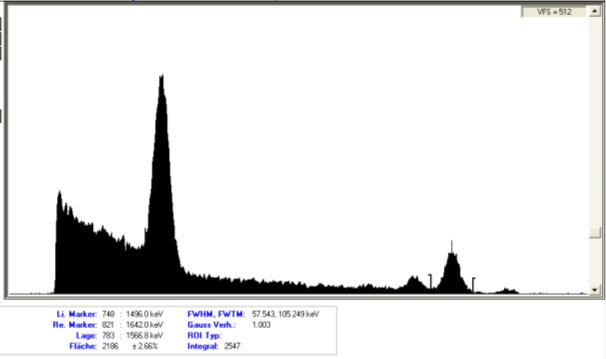 VFS = 512
Li. Marker: 748 : 1496.0 keV FWHM, FWTM: 57.543, 105.249 keV
Re. Marker: 821 : 1642.0 keV Gauss Verh.: 1.003
Lage: 783 : 1566.8 keV ROI Typ:
Fläche: 2186 ± 2.66% Integral: 2547